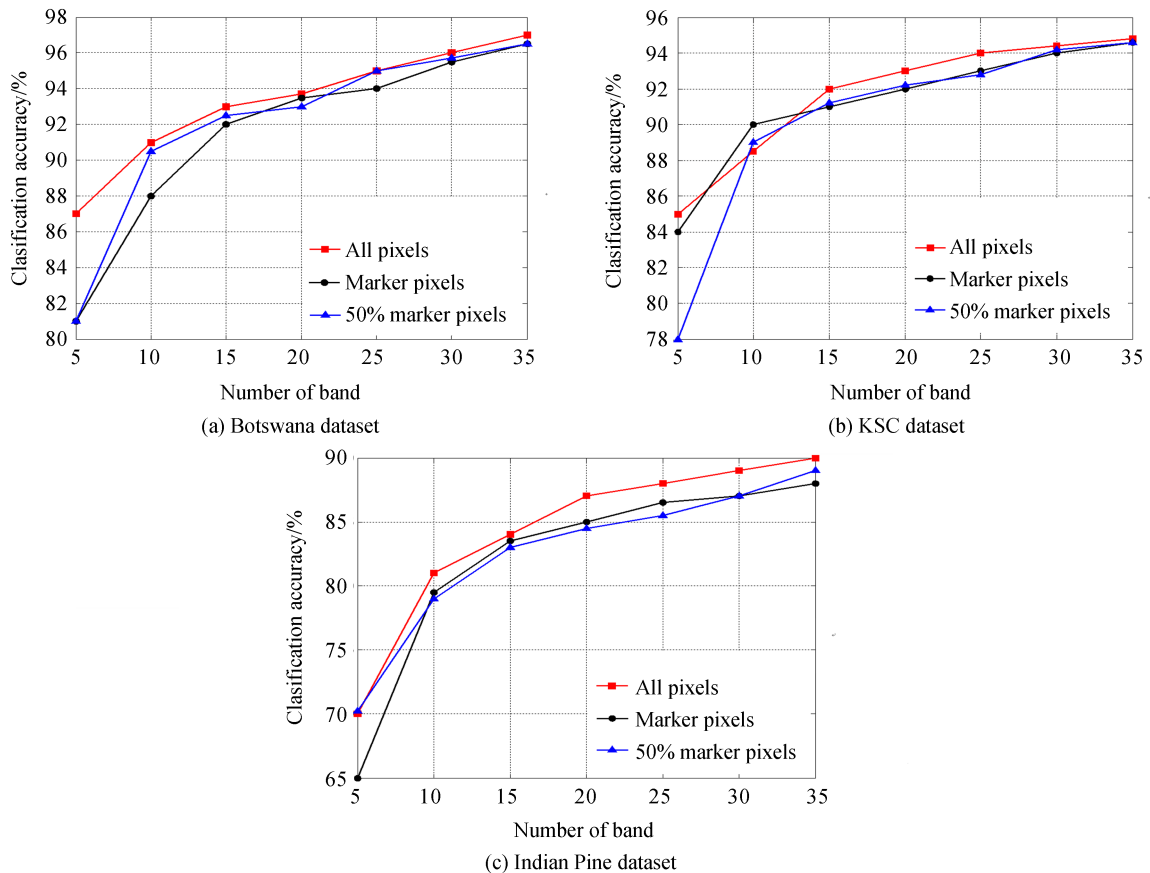 98
96
94
92
90
88
86
84
82
80
Clasification accuracy/%
All pixels
Marker pixels
50% marker pixels
5 10 15 20 25 30 35
Number of band
(a) Botswana dataset
96
94
92
90
88
86
84
82
80
78
Clasification accuracy/%
All pixels
Marker pixels
50% marker pixels
5 10 15 20 25 30 35
Number of band
(b) KSC dataset
90
85
80
75
70
65
Clasification accuracy/%
All pixels
Marker pixels
50% marker pixels
5 10 15 20 25 30 35
Number of band
(c) Indian Pine dataset